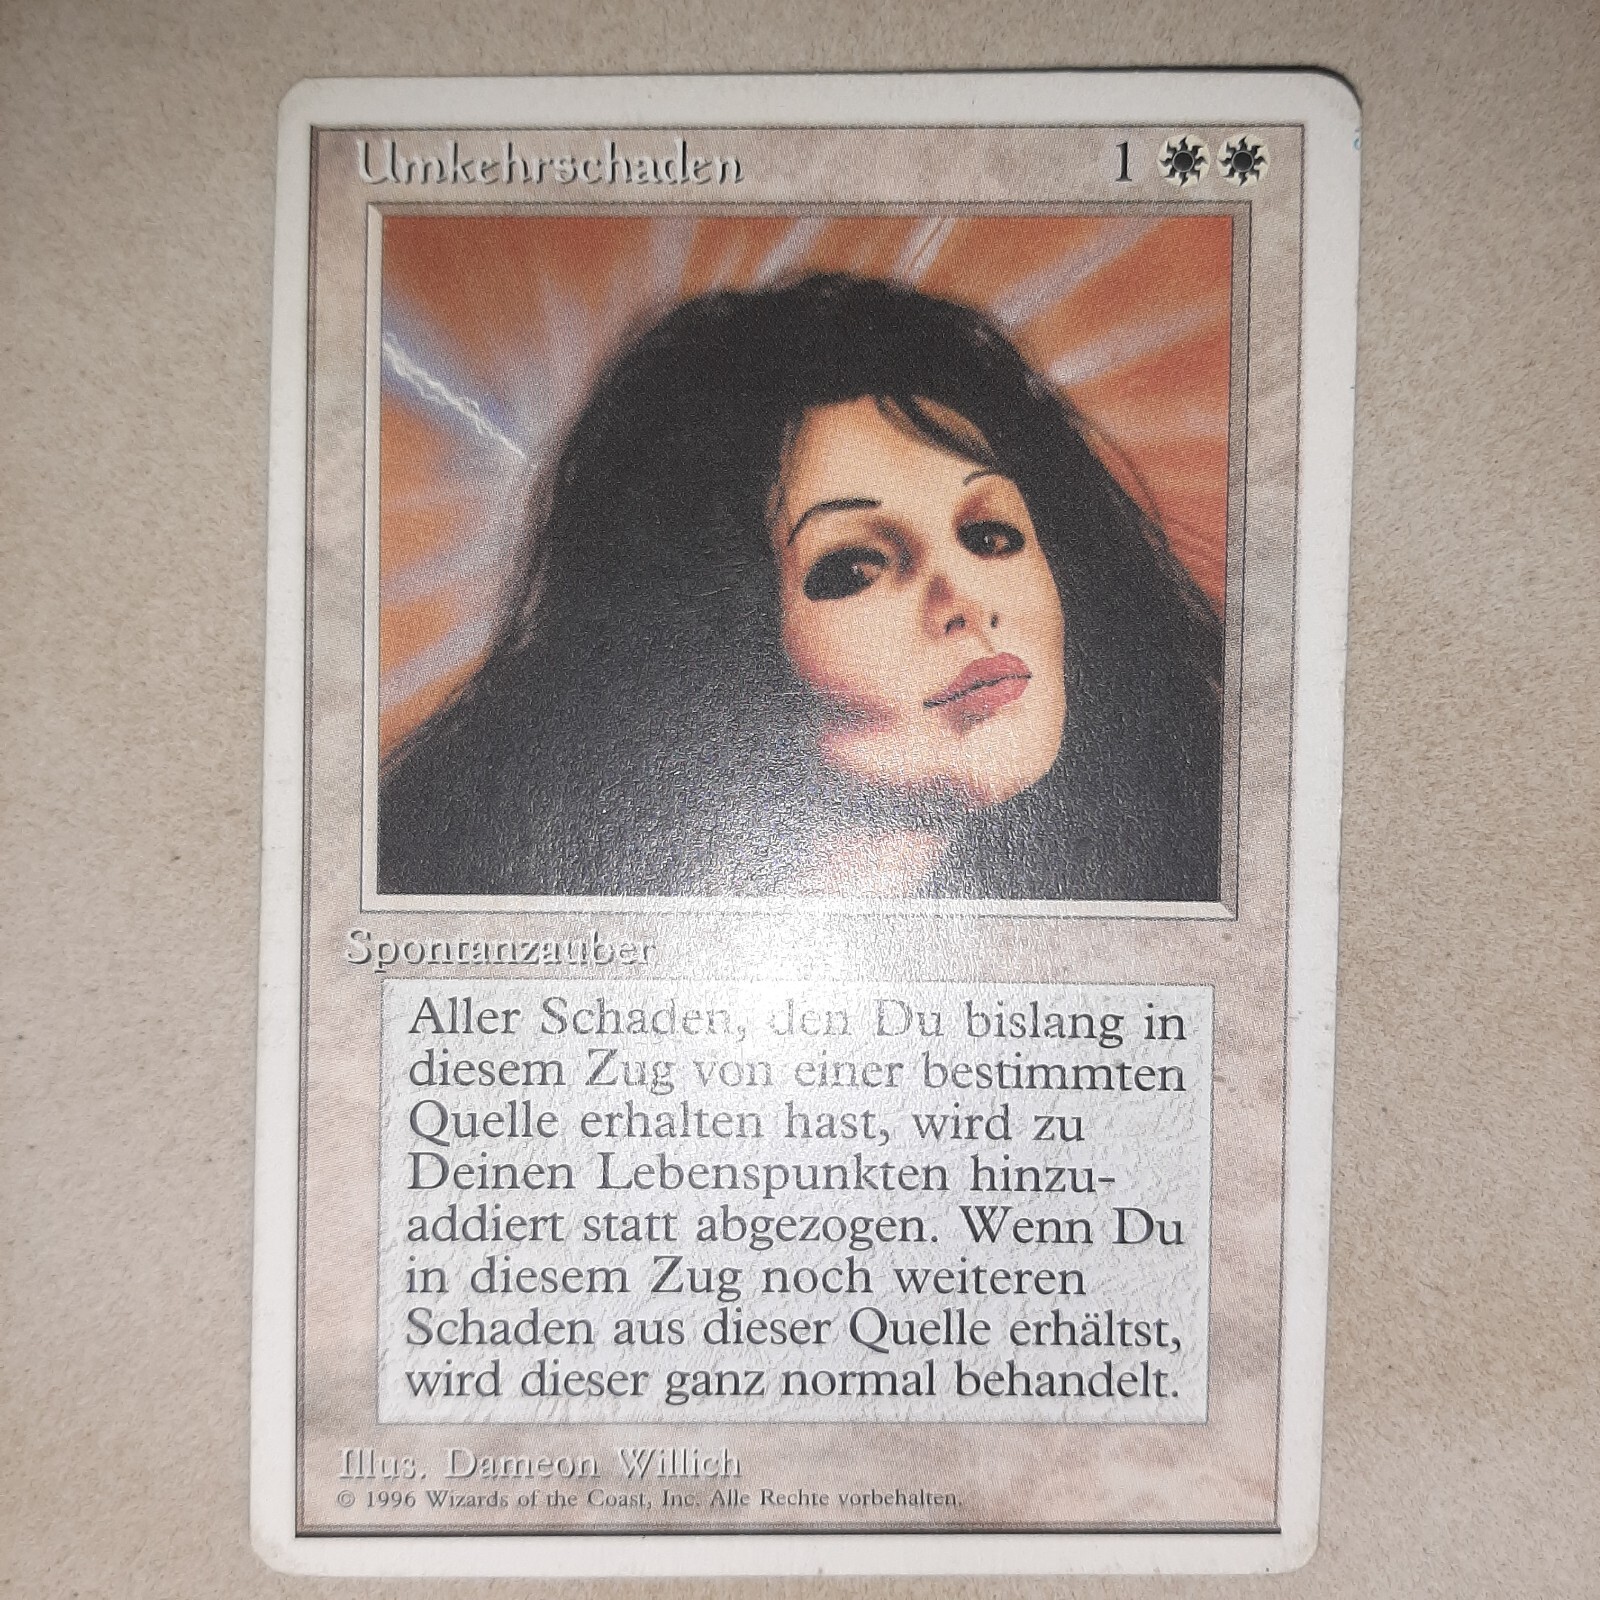 Umkehrschaden 1
Spontanzauber
Aller Schaden, den Du bislang in
diesem Zug von einer bestimmten
Quelle erhalten hast, wird zu
Deinen Lebenspunkten hinzu-
addiert statt abgezogen. Wenn Du
in diesem Zug noch weiteren
Schaden aus dieser Quelle erhältst,
wird dieser ganz normal behandelt.
Illus. Dameon Willich
© 1996 Wizards of the Coast, Inc. Alle Rechte vorbehalten.